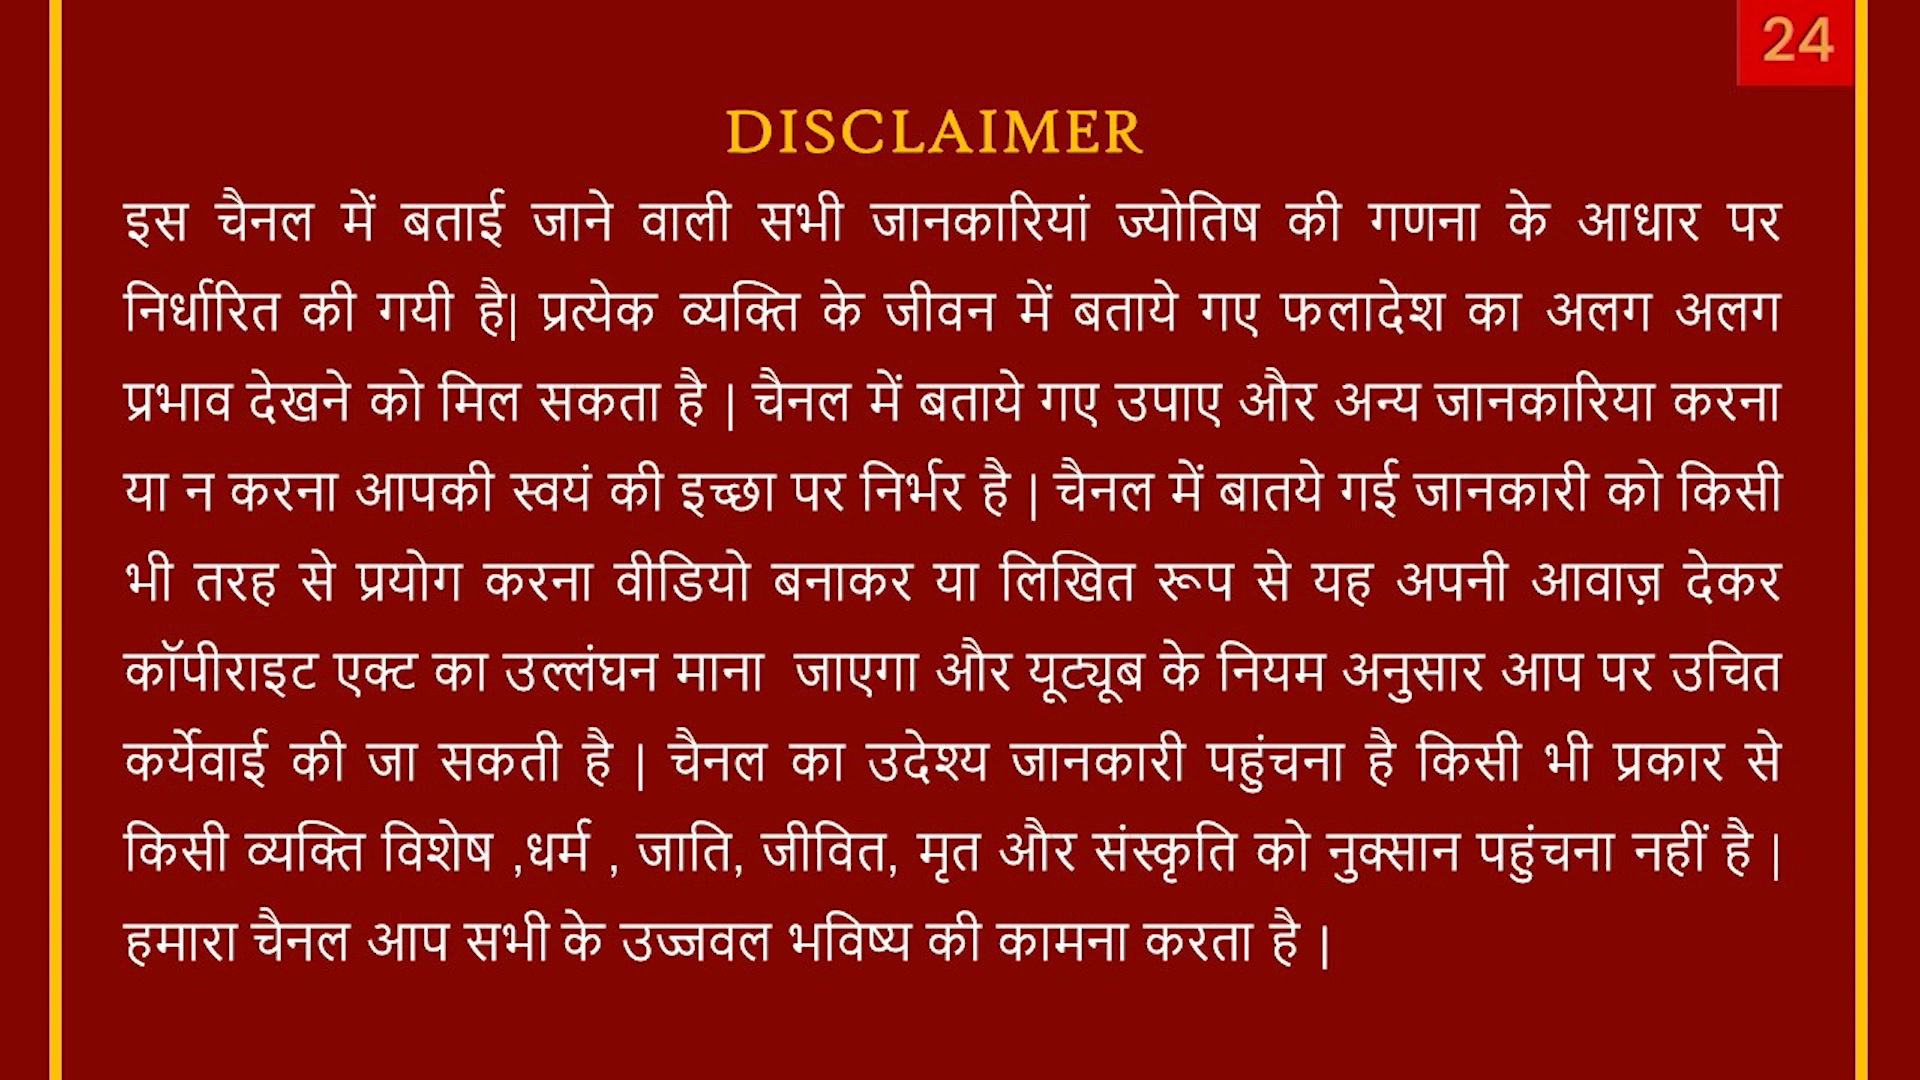 24
DISCLAIMER
इस चैनल में बताई जाने वाली सभी जानकारियां ज्योतिष की गणना के आधार पर
निर्धारित की गयी है| प्रत्येक व्यक्ति के जीवन में बताये गए फलादेश का अलग अलग
प्रभाव देखने को मिल सकता है | चैनल में बताये गए उपाए और अन्य जानकारिया करना
या न करना आपकी स्वयं की इच्छा पर निर्भर है | चैनल में बातये गई जानकारी को किसी
भी तरह से प्रयोग करना वीडियो बनाकर या लिखित रूप से यह अपनी आवाज़ देकर
कॉपीराइट एक्ट का उल्लंघन माना जाएगा और यूट्यूब के नियम अनुसार आप पर उचित
कर्येवाई की जा सकती है | चैनल का उदेश्य जानकारी पहुंचना है किसी भी प्रकार से
किसी व्यक्ति विशेष ,धर्म , जाति, जीवित, मृत और संस्कृति को नुक्सान पहुंचना नहीं है |
हमारा चैनल आप सभी के उज्जवल भविष्य की कामना करता है |